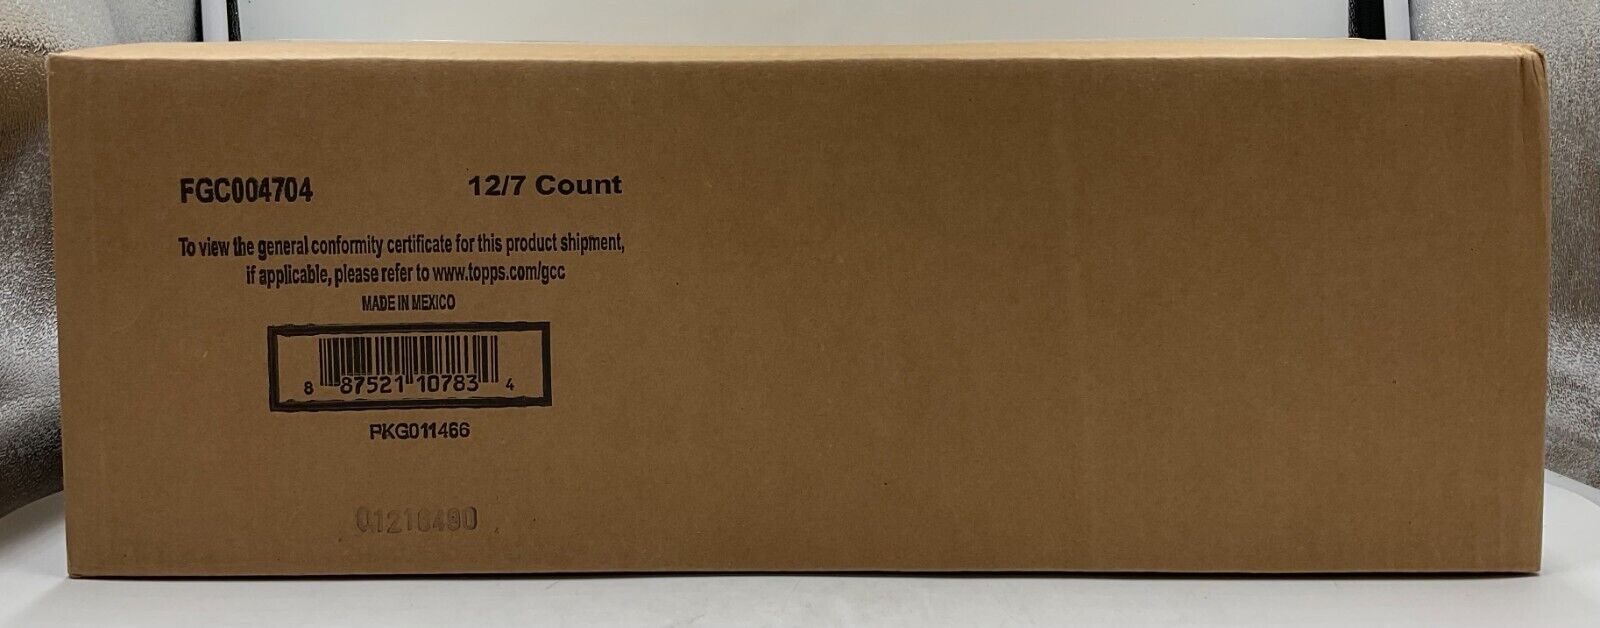 FGC004704 12/7 Count
To view the general conformity certificate for this product shipment,
if applicable, please refer to www.topps.com/gcc
MADE IN MEXICO
8 87521 10783 4
PKG011466
01216490